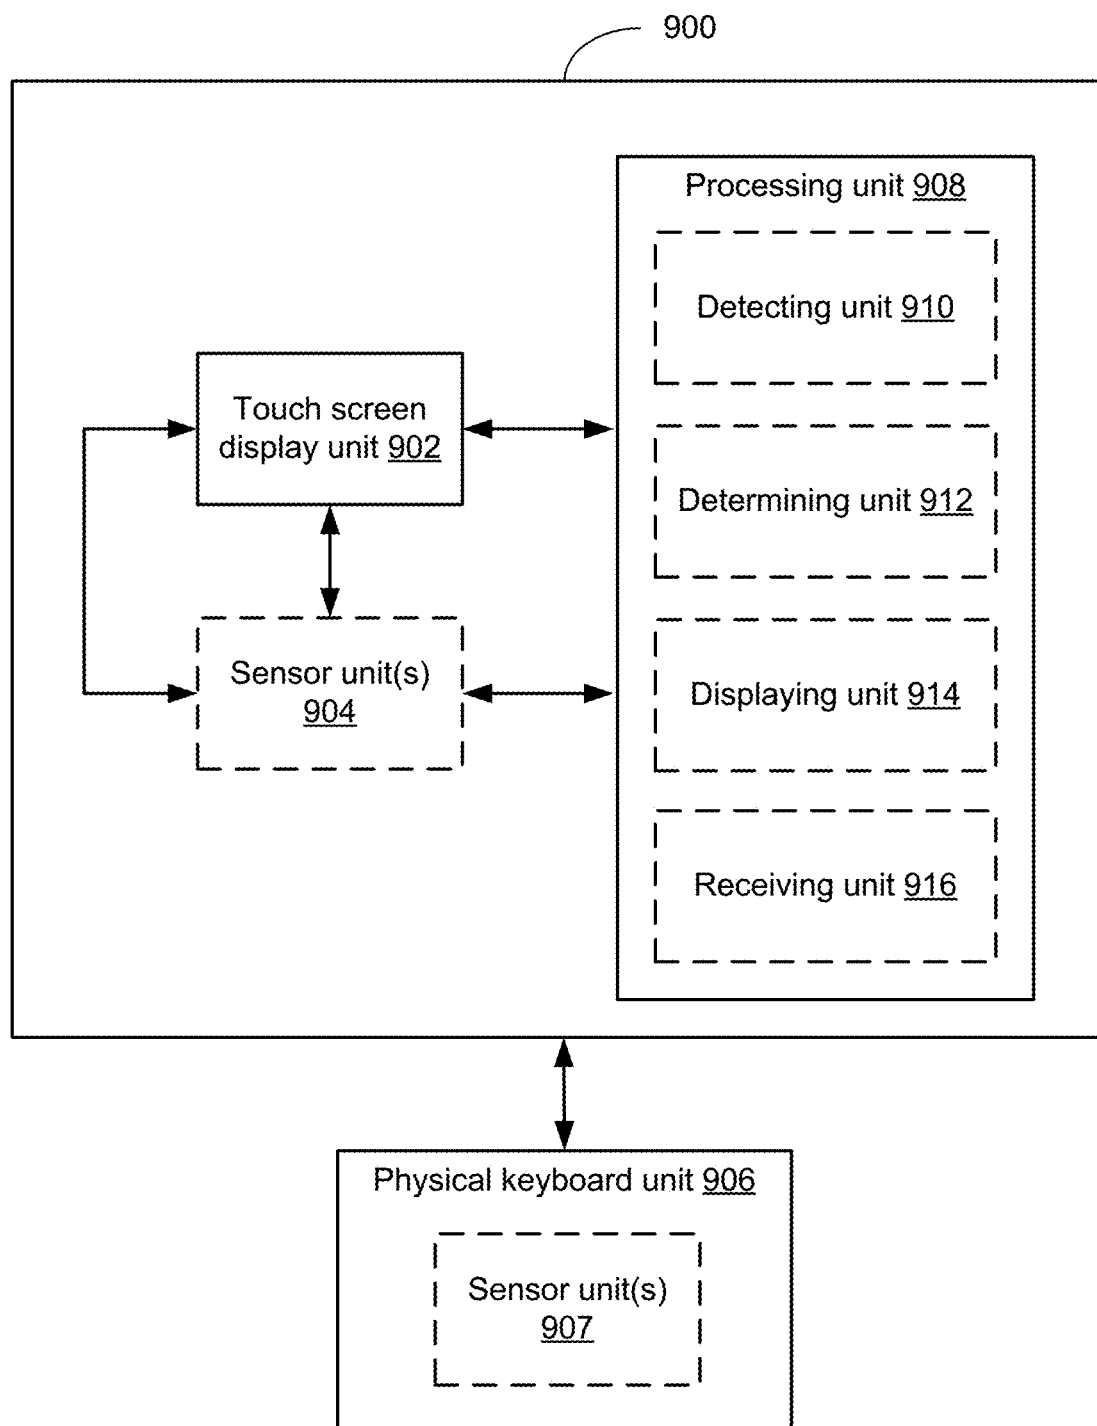 900
Processing unit 908
Detecting unit 910
Touch screen
display unit 902
Determining unit 912
Sensor unit(s)
904
Displaying unit 914
Receiving unit 916
Physical keyboard unit 906
Sensor unit(s)
907